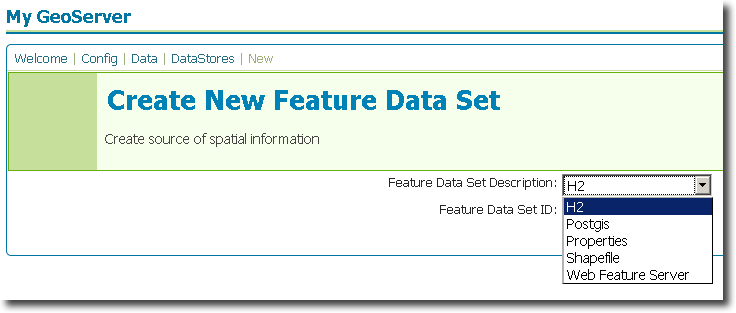 My GeoServer
Welcome | Config | Data | DataStores | New
Create New Feature Data Set
Create source of spatial information
Feature Data Set Description: H2
Feature Data Set ID:
H2
Postgis
Properties
Shapefile
Web Feature Server